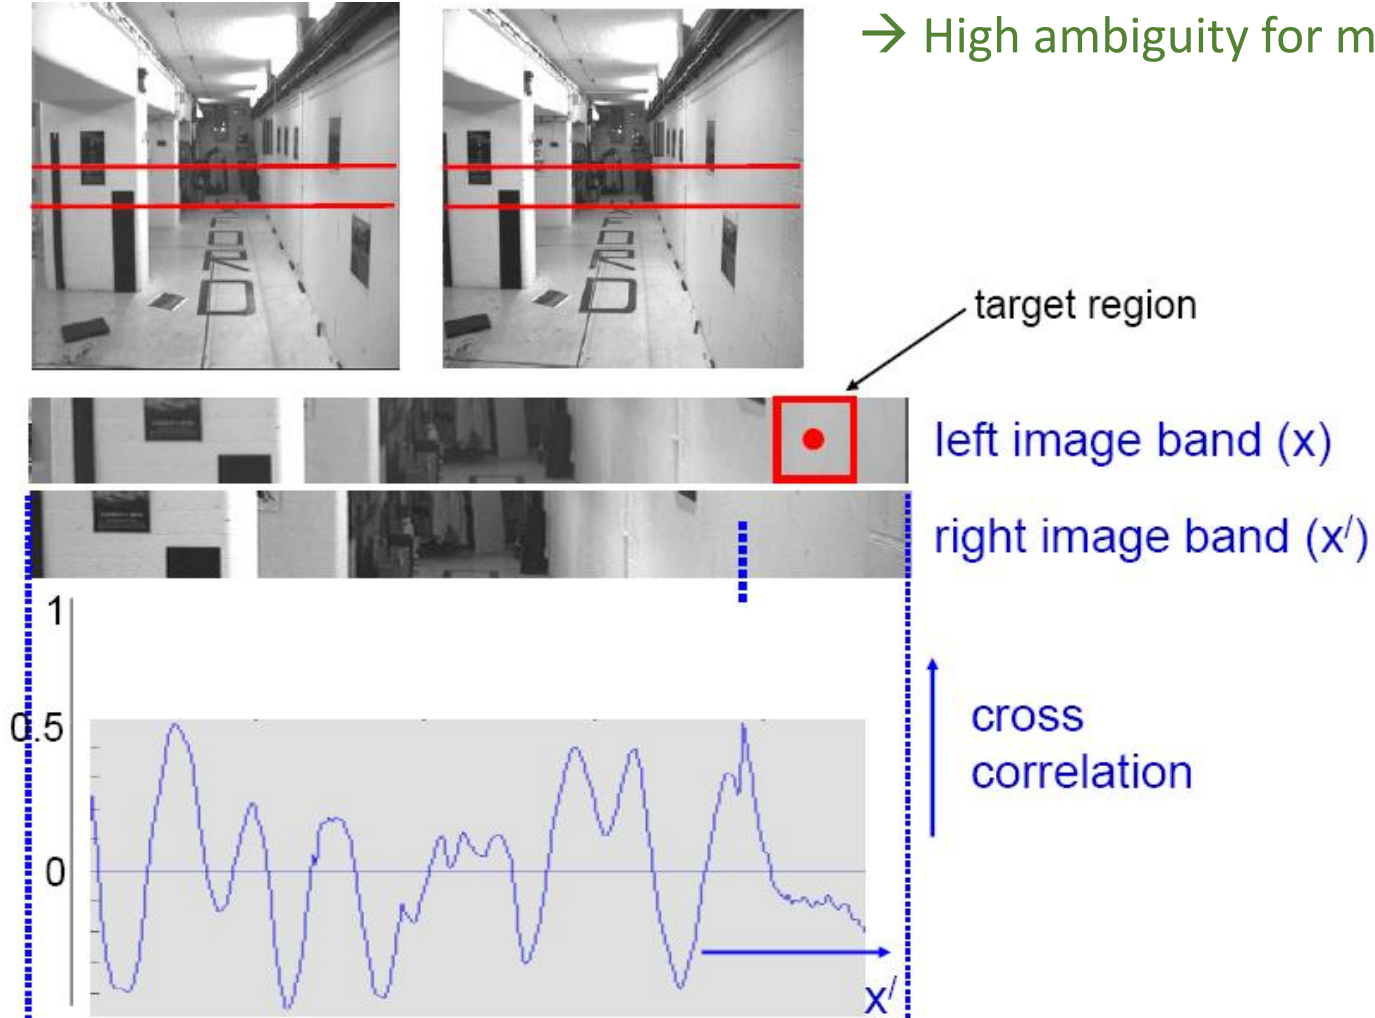 → High ambiguity for m
target region
left image band (x)
right image band (x/)
1
0.5
0
cross
correlation
x/